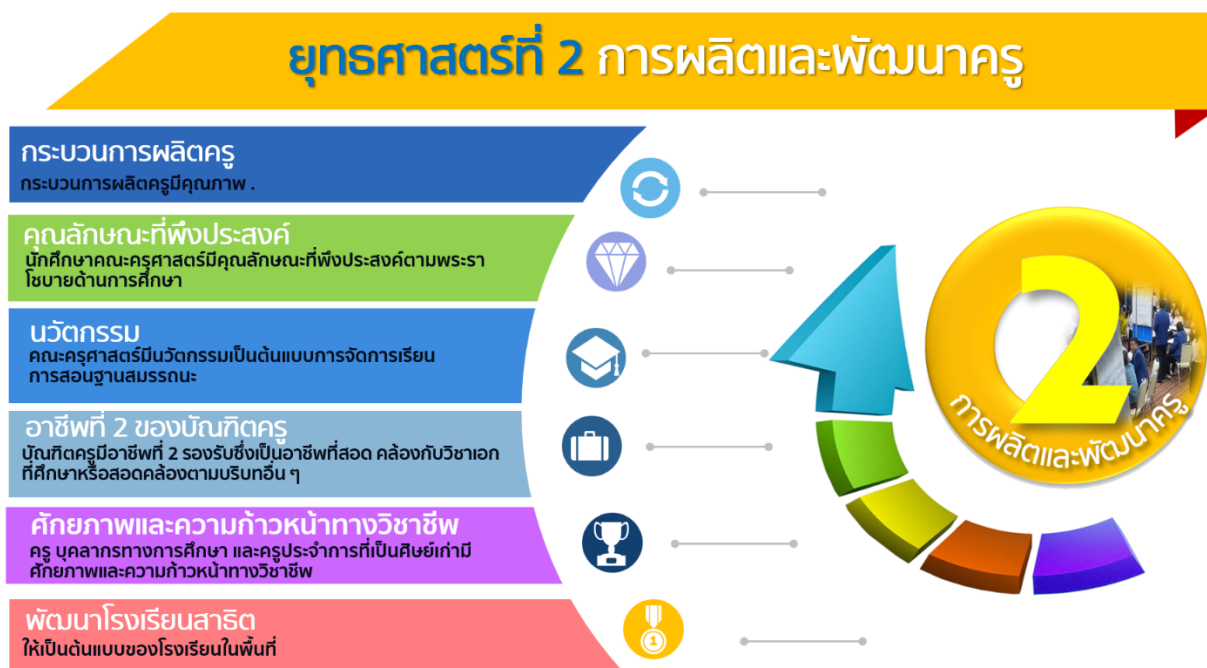 ยุทธศาสตร์ที่ 2 การผลิตและพัฒนาครู
กระบวนการผลิตครู
กระบวนการผลิตครูมีคุณภาพ .
คุณลักษณะที่พึงประสงค์
นักศึกษาคณะครุศาสตร์มีคุณลักษณะที่พึงประสงค์ตามพระรา
โชบายด้านการศึกษา
นวัตกรรม
คณะครุศาสตร์มีนวัตกรรมเป็นต้นแบบการจัดการเรียน
การสอนฐานสมรรถนะ
อาชีพที่ 2 ของบัณฑิตครู
บัณฑิตครูมีอาชีพที่ 2 รองรับซึ่งเป็นอาชีพที่สอด คล้องกับวิชาเอก
ที่ศึกษาหรือสอดคล้องตามบริบทอื่น ๆ
ศักยภาพและความก้าวหน้าทางวิชาชีพ
ครู บุคลากรทางการศึกษา และครูประจำการที่เป็นศิษย์เก่ามี
ศักยภาพและความก้าวหน้าทางวิชาชีพ
พัฒนาโรงเรียนสาธิต
ให้เป็นต้นแบบของโรงเรียนในพื้นที่
1
2
การผลิตและพัฒนาครู